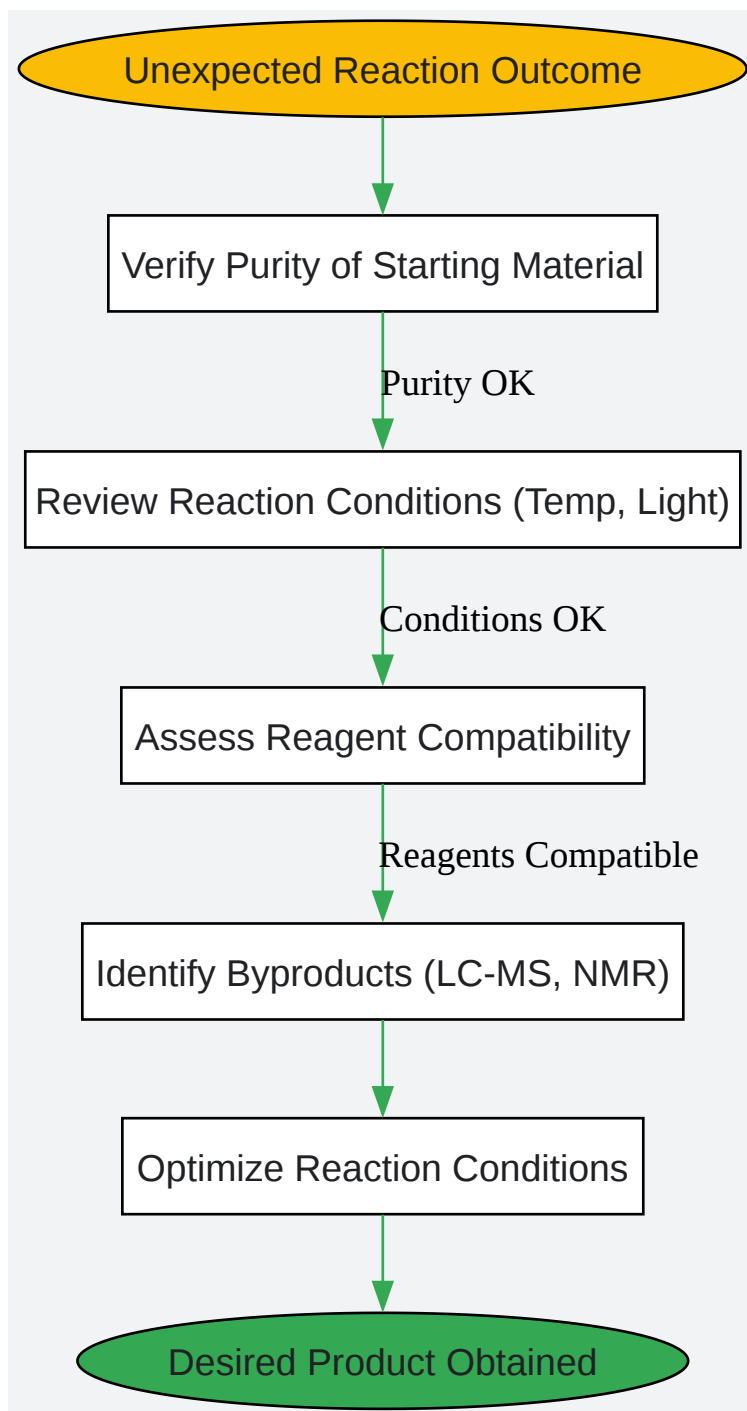 Unexpected Reaction Outcome
Verify Purity of Starting Material
Purity OK
Review Reaction Conditions (Temp, Light)
Conditions OK
Assess Reagent Compatibility
Reagents Compatible
Identify Byproducts (LC-MS, NMR)
Optimize Reaction Conditions
Desired Product Obtained